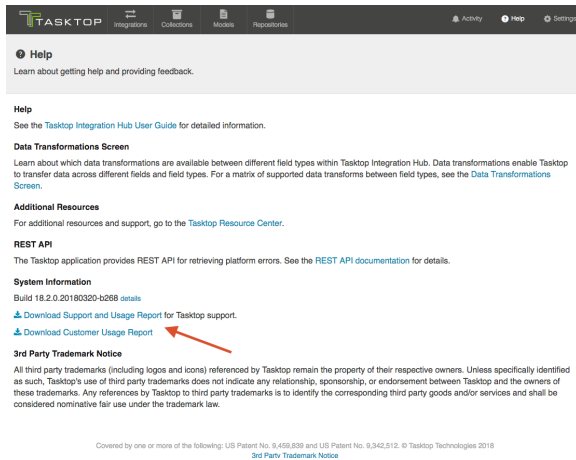 TASKTOP
Integrations
Collections
Models
Repositories
Activity
Help
Settings
Help
Learn about getting help and providing feedback.
Help
See the Tasktop Integration Hub User Guide for detailed information.
Data Transformations Screen
Learn about which data transformations are available between different field types within Tasktop Integration Hub. Data transformations enable Tasktop
to transfer data across different fields and field types. For a matrix of supported data transforms between field types, see the Data Transformations
Screen.
Additional Resources
For additional resources and support, go to the Tasktop Resource Center.
REST API
The Tasktop application provides REST API for retrieving platform errors. See the REST API documentation for details.
System Information
Build 18.2.0.20180320-b268 details
Download Support and Usage Report for Tasktop support.
Download Customer Usage Report
3rd Party Trademark Notice
All third party trademarks (including logos and icons) referenced by Tasktop remain the property of their respective owners. Unless specifically identified
as such, Tasktop's use of third party trademarks does not indicate any relationship, sponsorship, or endorsement between Tasktop and the owners of
these trademarks. Any references by Tasktop to third party trademarks is to identify the corresponding third party goods and/or services and shall be
considered nominative fair use under the trademark law.
Covered by one or more of the following: US Patent No. 9,459,839 and US Patent No. 9,342,512. © Tasktop Technologies 2018
3rd Party Trademark Notice